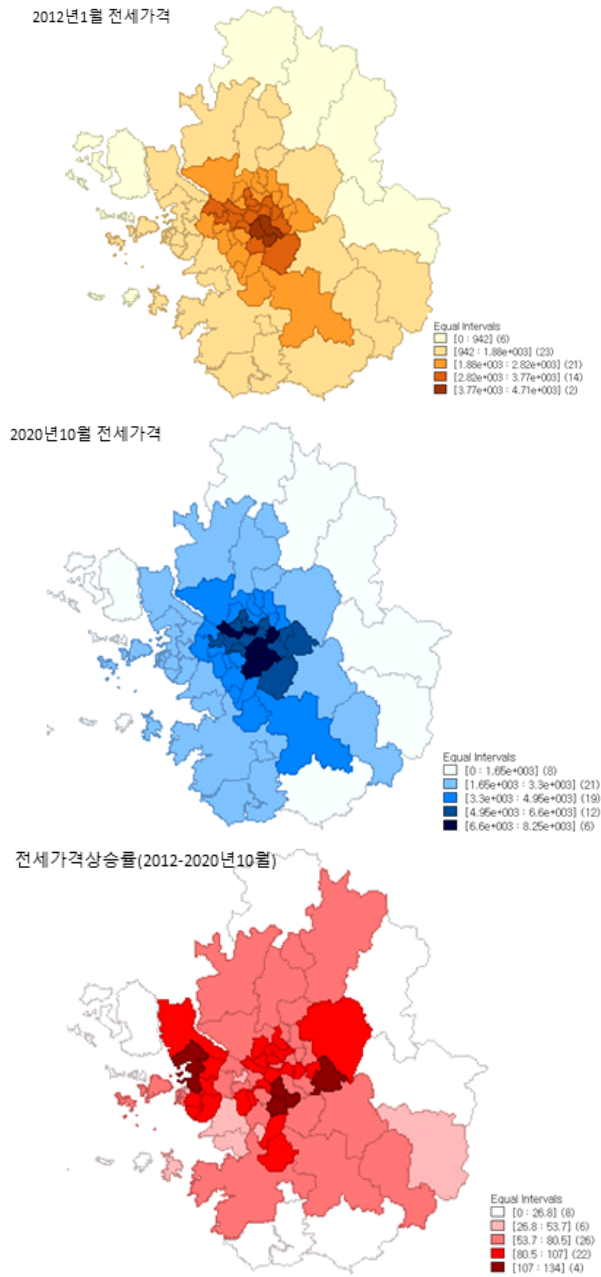 2012년1월 전세가격
Equal Intervals
[0 : 942] (6)
[942 : 1.88e+003] (23)
[1.88e+003 : 2.82e+003] (21)
[2.82e+003 : 3.77e+003] (14)
[3.77e+003 : 4.71e+003] (2)
2020년10월 전세가격
Equal Intervals
[0 : 1.65e+003] (8)
[1.65e+003 : 3.3e+003] (21)
[3.3e+003 : 4.95e+003] (19)
[4.95e+003 : 6.6e+003] (12)
[6.6e+003 : 8.25e+003] (6)
전세가격상승률(2012-2020년10월)
Equal Intervals
[0 : 26.8] (8)
[26.8 : 53.7] (6)
[53.7 : 80.5] (26)
[80.5 : 107] (22)
[107 : 134] (4)